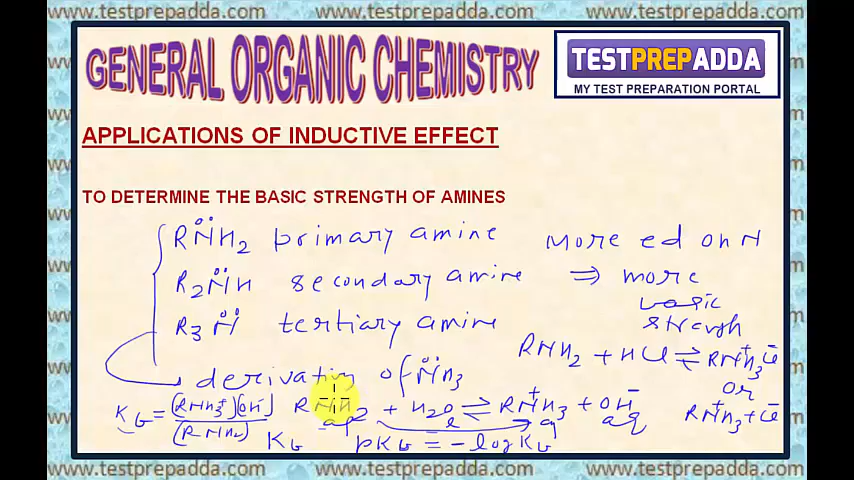 www.testprepadda.com www.testprepadda.com www.testprepadda.com
GENERAL ORGANIC CHEMISTRY
TESTPREPADDA
MY TEST PREPARATION PORTAL
APPLICATIONS OF INDUCTIVE EFFECT
TO DETERMINE THE BASIC STRENGTH OF AMINES
RNH2 primary amine
R2NH secondary amine
R3N tertiary amine
derivativ of NH3
More ed on N
⇒ more
basic
strength
RNH2 + HCl ⇌ RNH3+Cl-
or
RNH3+ + Cl-
Kb = (RNH3+)(OH-)
(RNH2)
RNH2 + H2O ⇌ RNH3+ + OH-
aq l aq aq
Kb pKb = -log Kb
www.testprepadda.com www.testprepadda.com www.testprepadda.com